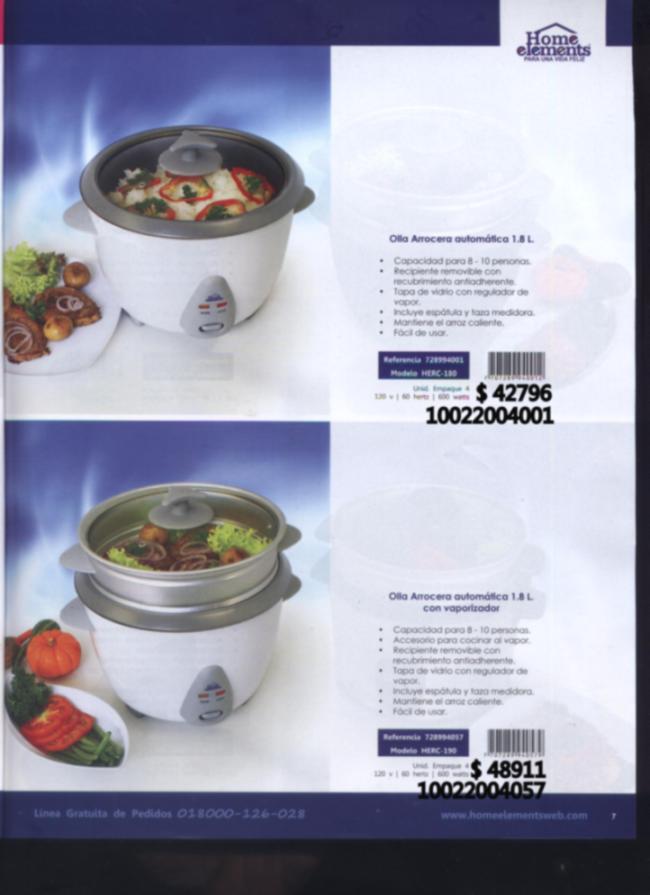 Home
elements
PARA UNA VIDA FELIZ
Olla Arrocera automática 1.8 L.
• Capacidad para 8 - 10 personas.
• Recipiente removible con
recubrimiento antiadherente.
• Tapa de vidrio con regulador de
vapor.
• Incluye espátula y taza medidora.
• Mantiene el arroz caliente.
• Fácil de usar.
Referencia 728994001
Modelo HERC-180
Unid. Empaque 4
120 v | 60 hertz | 600 watts
$ 42796
10022004001
Olla Arrocera automática 1.8 L.
con vaporizador
• Capacidad para 8 - 10 personas.
• Accesorio para cocinar al vapor.
• Recipiente removible con
recubrimiento antiadherente.
• Tapa de vidrio con regulador de
vapor.
• Incluye espátula y taza medidora.
• Mantiene el arroz caliente.
• Fácil de usar.
Referencia 728994057
Modelo HERC-190
Unid. Empaque 4
120 v | 60 hertz | 600 watts
$ 48911
10022004057
Línea Gratuita de Pedidos 018000-126-028
www.homeelementsweb.com 7